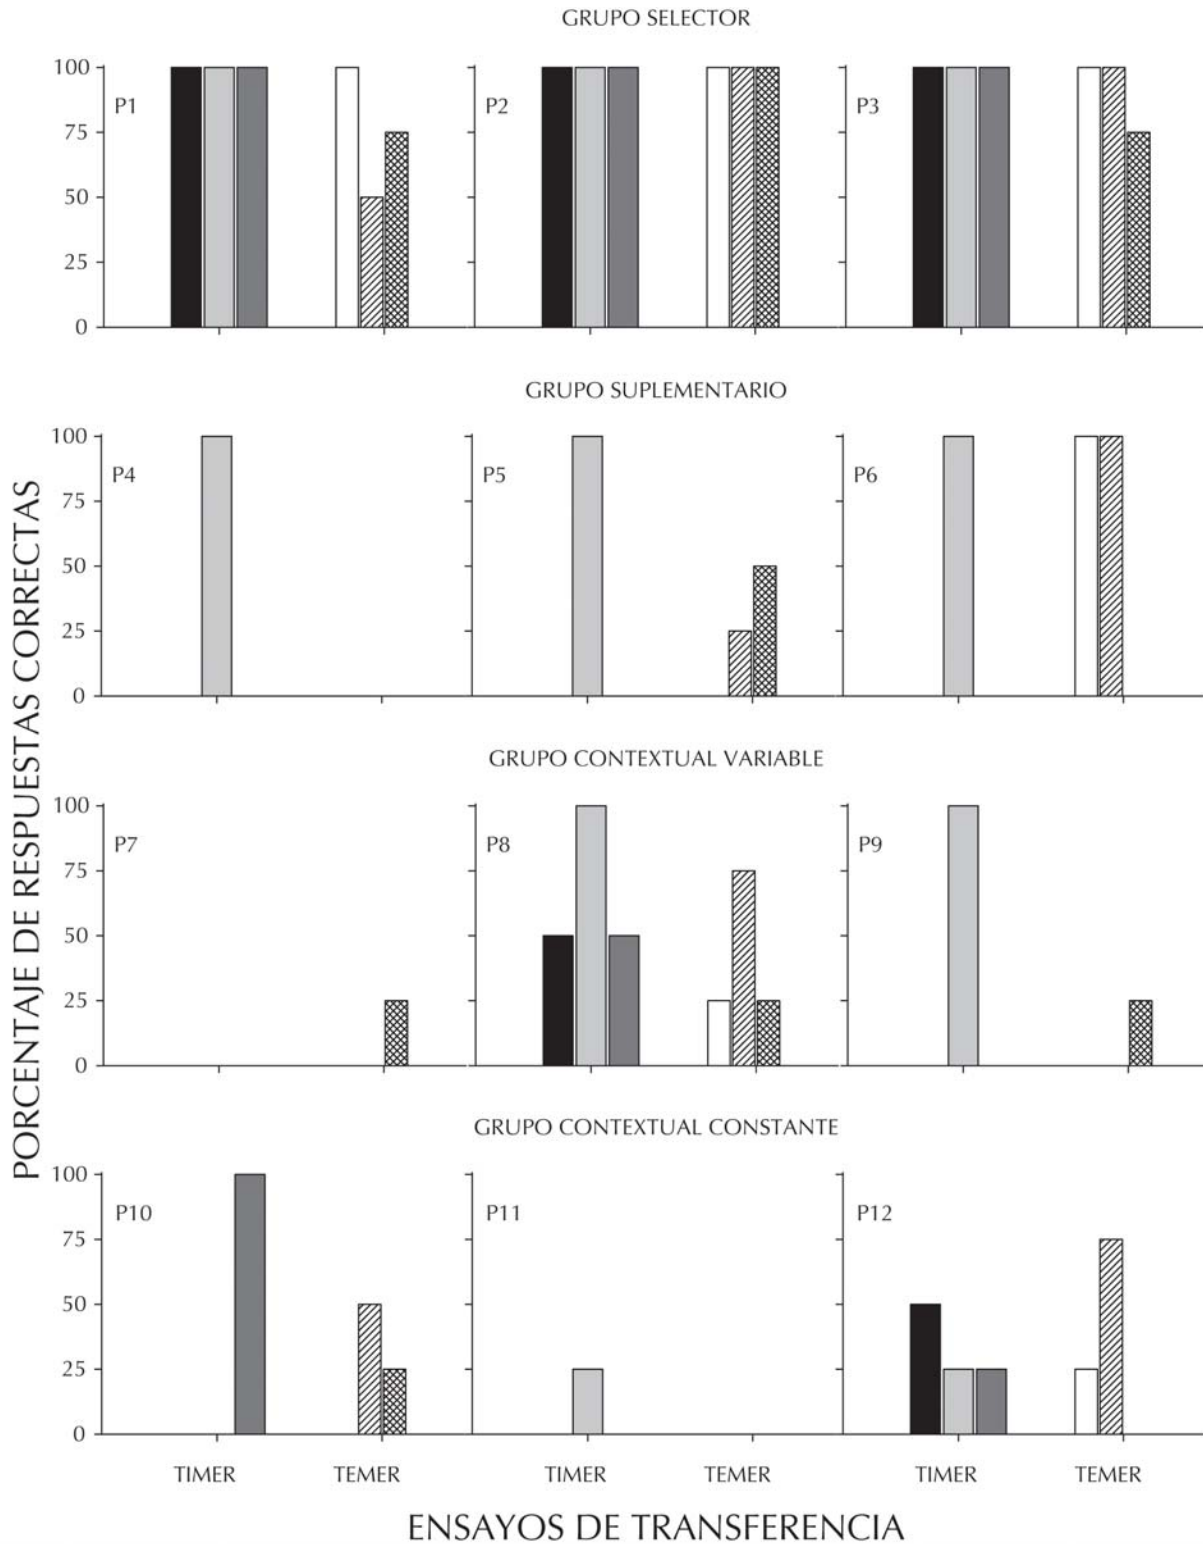 GRUPO SELECTOR
100
75
50
25
0
P1
P2
P3
GRUPO SUPLEMENTARIO
100
75
50
25
0
P4
P5
P6
GRUPO CONTEXTUAL VARIABLE
100
75
50
25
0
P7
P8
P9
GRUPO CONTEXTUAL CONSTANTE
100
75
50
25
0
P10
P11
P12
TIMER TEMER TIMER TEMER TIMER TEMER
PORCENTAJE DE RESPUESTAS CORRECTAS
ENSAYOS DE TRANSFERENCIA